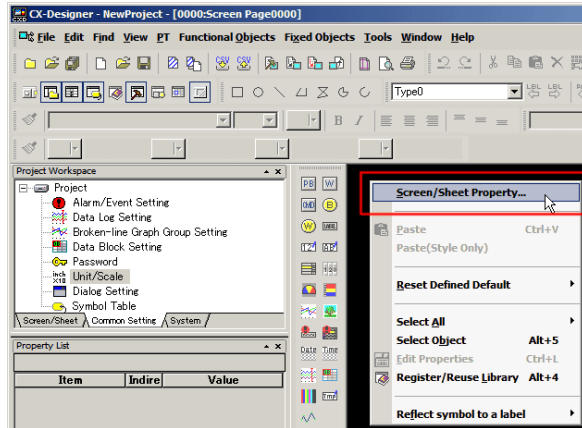 CX-Designer - NewProject - [0000:Screen Page0000]
File Edit Find View PT Functional Objects Fixed Objects Tools Window Help
Type0
B I
Project Workspace
Project
Alarm/Event Setting
Data Log Setting
Broken-line Graph Group Setting
Data Block Setting
Password
Unit/Scale
Dialog Setting
Symbol Table
Screen/Sheet Common Setting System
Property List
Item Indire Value
PB W
CMD B
W
Date Time
Screen/Sheet Property...
Paste Ctrl+V
Paste(Style Only)
Reset Defined Default
Select All
Select Object Alt+5
Edit Properties Ctrl+L
Register/Reuse Library Alt+4
Reflect symbol to a label